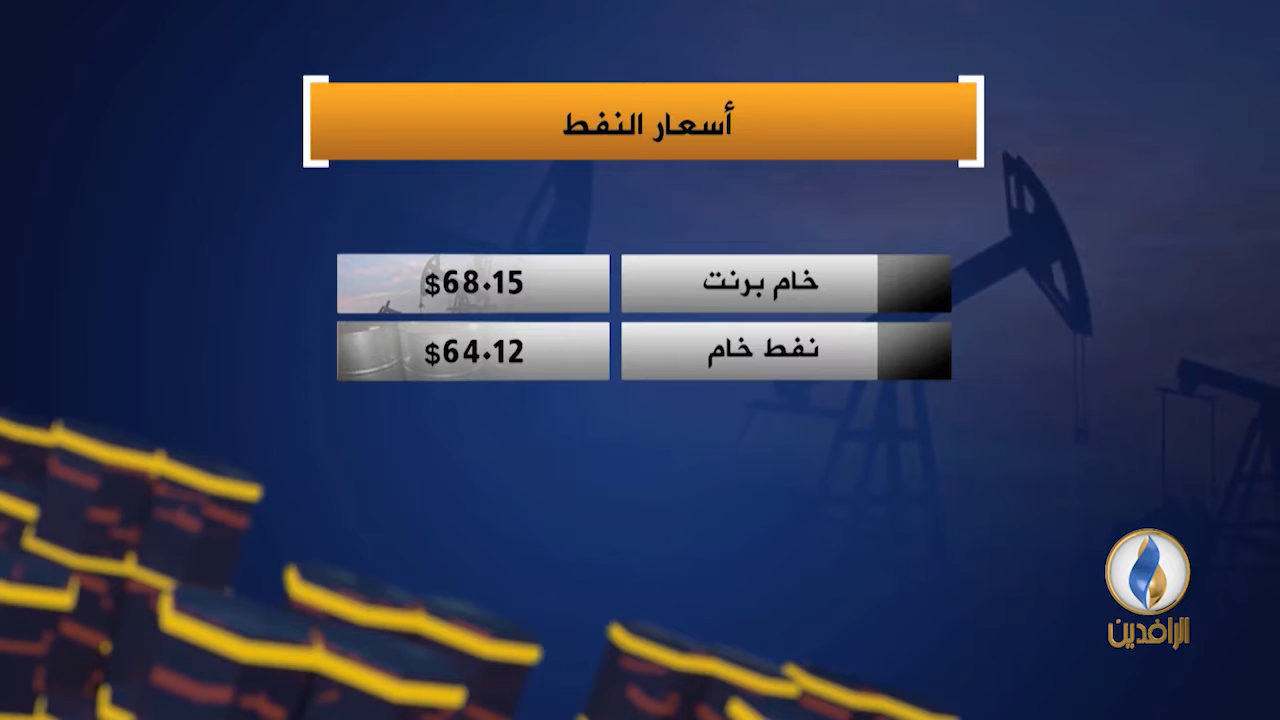 أسعار النفط
خام برنت $68.15
نفط خام $64.12
الرافدين